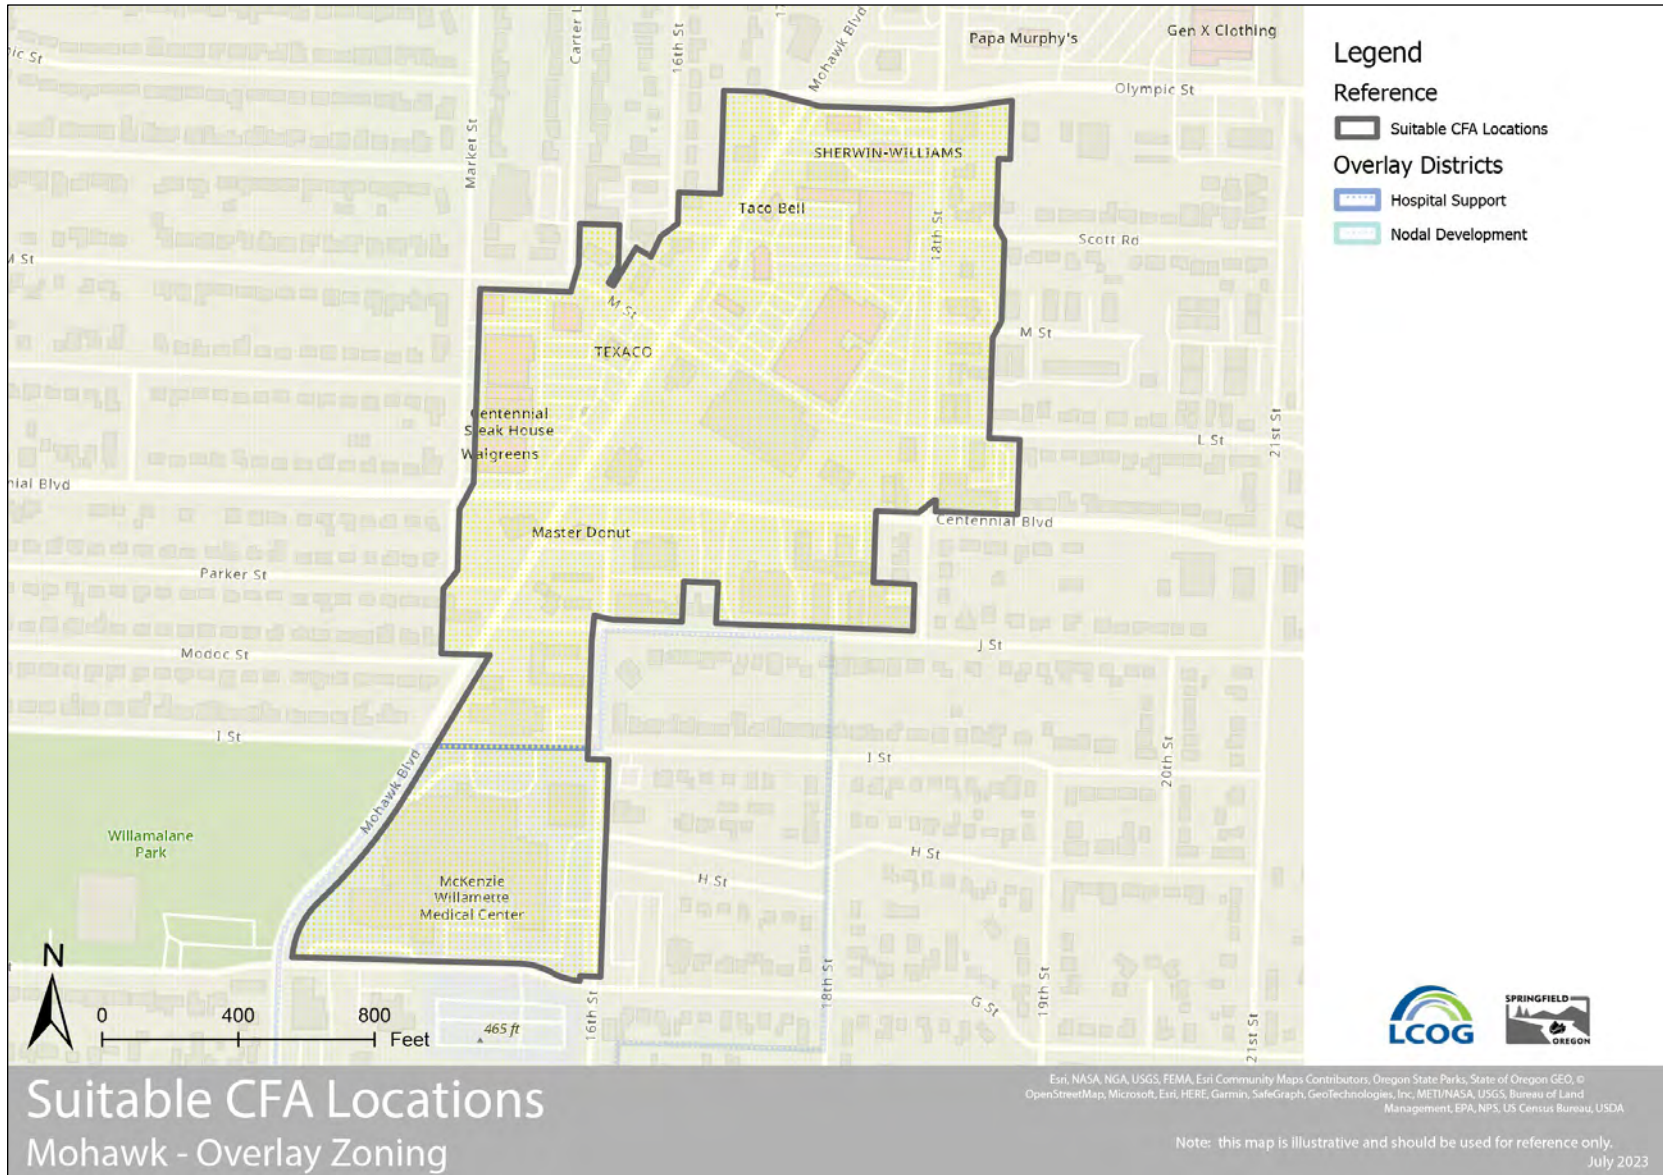 Legend
Reference
Suitable CFA Locations
Overlay Districts
Hospital Support
Nodal Development
nic St
Carter L
16th St
Mohawk Blvd
Papa Murphy's
Gen X Clothing
Olympic St
Market St
SHERWIN-WILLIAMS
Taco Bell
18th St
Scott Rd
M St
M St
M St
TEXACO
Centennial
Steak House
Walgreens
L St
21st St
nial Blvd
Centennial Blvd
Master Donut
Parker St
Modoc St
J St
I St
I St
20th St
Mohawk Blvd
Willamalane
Park
H St
H St
McKenzie
Willamette
Medical Center
N
0 400 800
Feet
465 ft
16th St
18th St
19th St
G St
21st St
LCOG
SPRINGFIELD
OREGON
Suitable CFA Locations
Mohawk - Overlay Zoning
Esri, NASA, NGA, USGS, FEMA, Esri Community Maps Contributors, Oregon State Parks, State of Oregon GEO, ©
OpenStreetMap, Microsoft, Esri, HERE, Garmin, SafeGraph, GeoTechnologies, Inc, METI/NASA, USGS, Bureau of Land
Management, EPA, NPS, US Census Bureau, USDA
Note: this map is illustrative and should be used for reference only.
July 2023